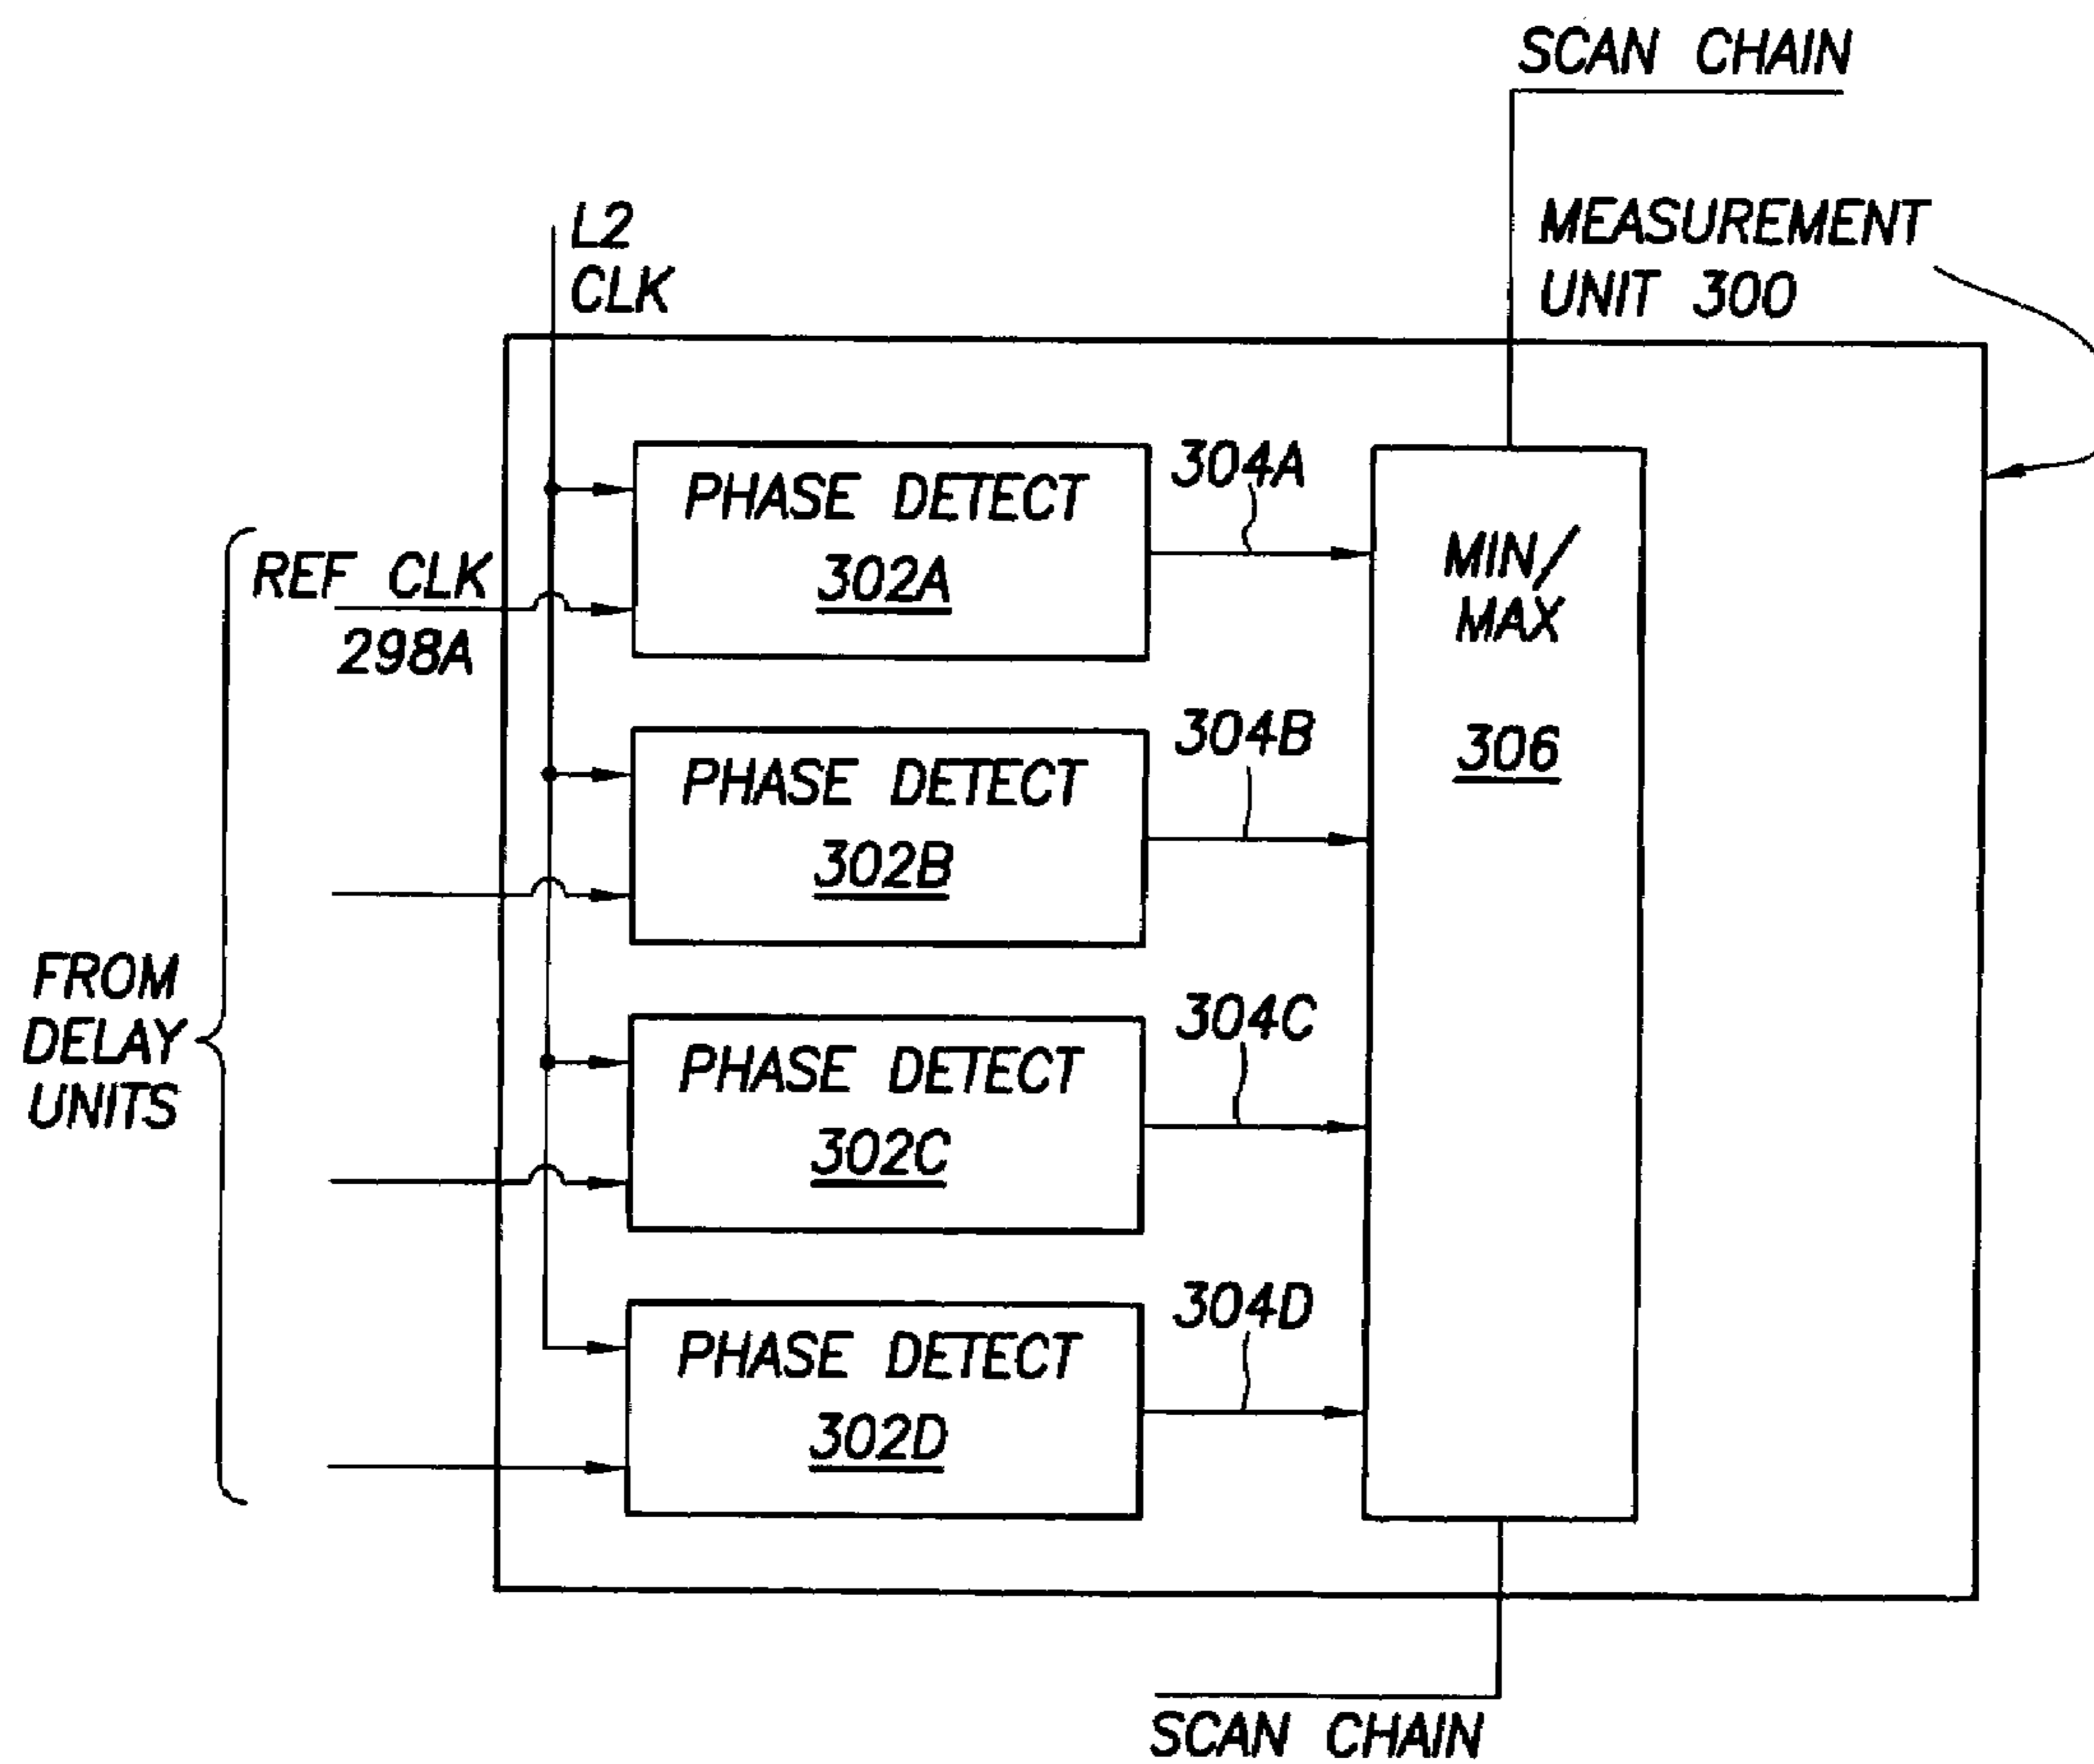 SCAN CHAIN
L2
CLK
MEASUREMENT
UNIT 300
PHASE DETECT
302A
304A
MIN/
MAX
306
REF CLK
298A
PHASE DETECT
302B
304B
FROM
DELAY
UNITS
PHASE DETECT
302C
304C
PHASE DETECT
302D
304D
SCAN CHAIN